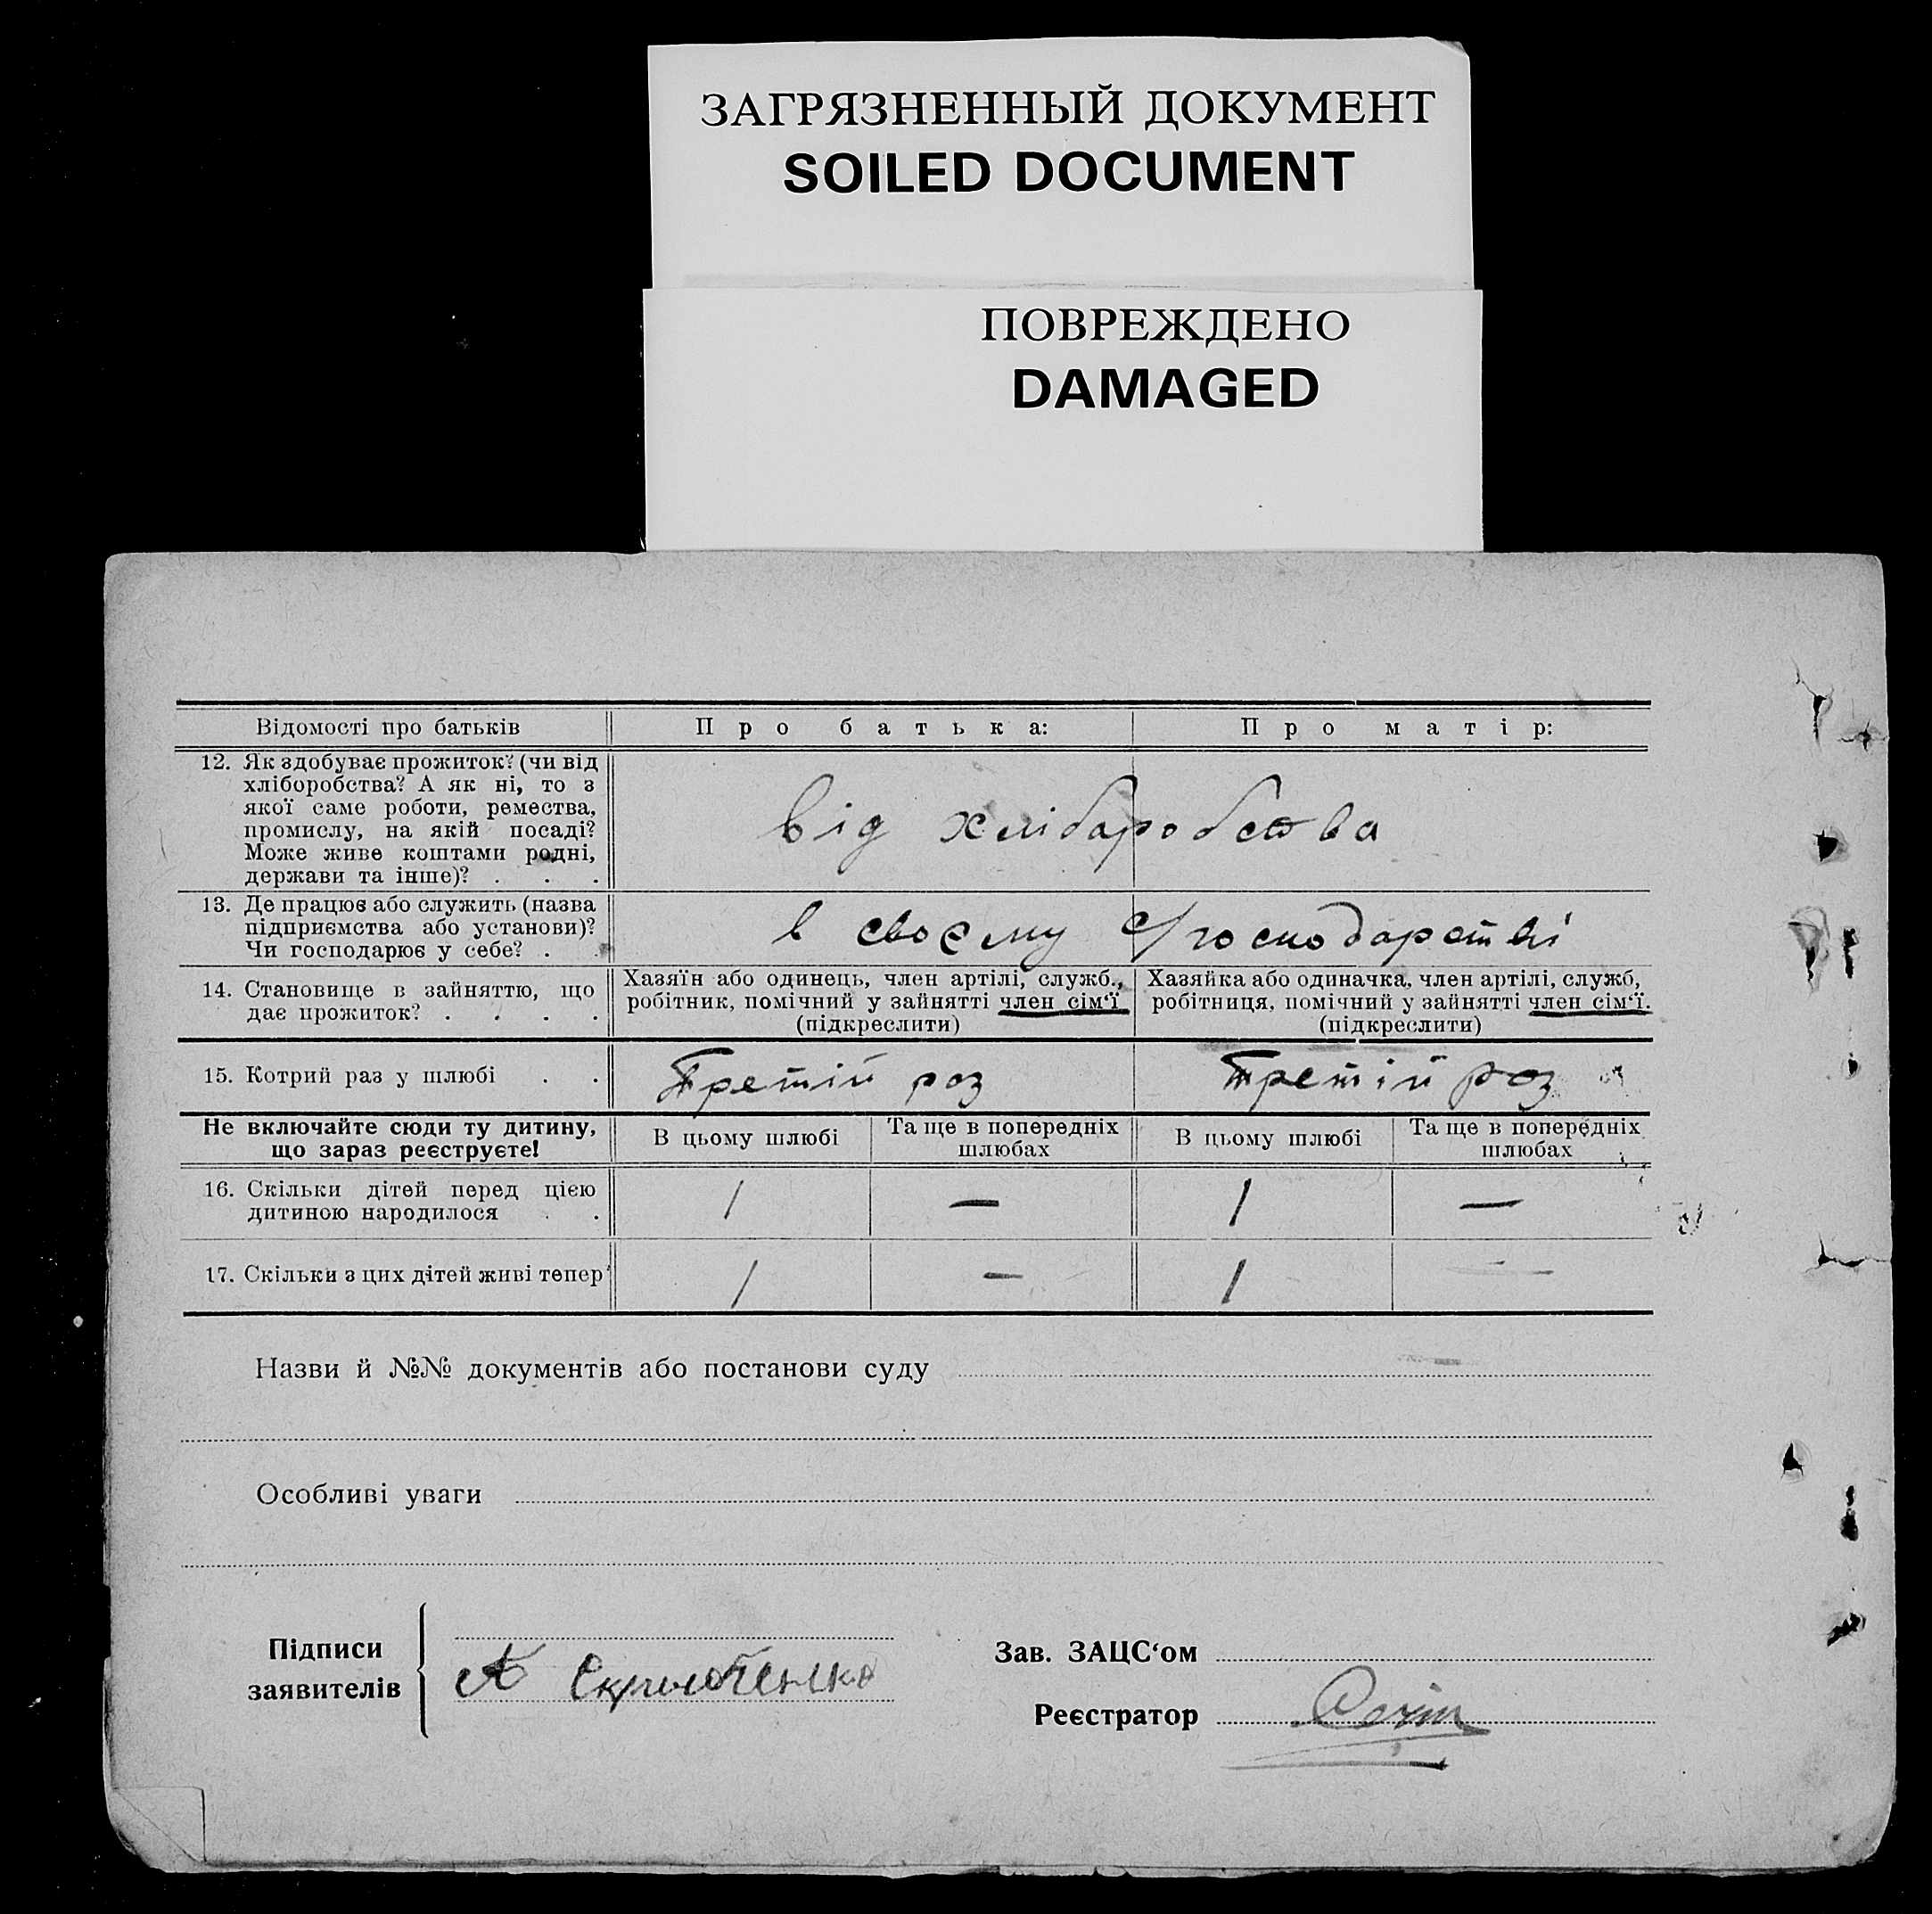 ЗАГРЯЗНЕННЫЙ ДОКУМЕНТ
SOILED DOCUMENT
ПОВРЕЖДЕНО
DAMAGED
Відомості про батьків
Про батька:
Про матір:
12. Як здобуває прожиток? (чи від
хліборобства? А як ні, то з
якої саме роботи, ремества,
промислу, на якій посаді?
Може живе коштами родні,
держави та інше)? . . .
від хлібаробства
13. Де працює або служить (назва
підприємства або установи)?
Чи господарює у себе? . .
в своєму с/господарстві
14. Становище в зайняттю, що
дає прожиток? . . . .
Хазяїн або одинець, член артілі, служб.,
робітник, помічний у зайнятті член сім‘ї
(підкреслити)
Хазяйка або одиначка, член артілі, служб,
робітниця, помічний у зайнятті член сім‘ї.
(підкреслити)
15. Котрий раз у шлюбі . .
Третій роз
Третій роз
Не включайте сюди ту дитину,
що зараз реєструєте!
В цьому шлюбі
Та ще в попередніх
шлюбах
В цьому шлюбі
Та ще в попередніх
шлюбах
16. Скільки дітей перед цією
дитиною народилося . .
1 — 1 —
17. Скільки з цих дітей живі тепер
1 — 1 —
Назви й №№ документів або постанови суду
Особливі уваги
Підписи
заявителів
А
Зав. ЗАЦС‘ом
Реєстратор